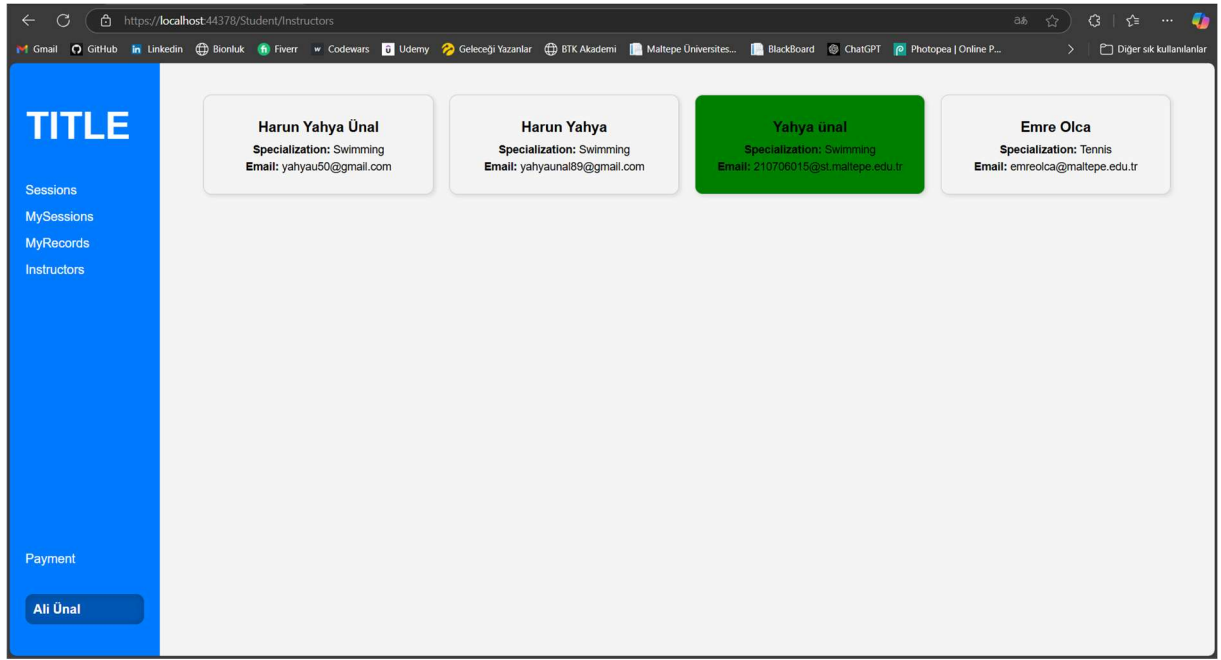 https://localhost:44378/Student/Instructors
Gmail GitHub Linkedin Bionluk Fiverr Codewars Udemy Geleceği Yazanlar BTK Akademi Maltepe Üniversites... BlackBoard ChatGPT Photopea | Online P... Diğer sık kullanılanlar
TITLE
Sessions
MySessions
MyRecords
Instructors
Payment
Ali Ünal
Harun Yahya Ünal
Specialization: Swimming
Email: yahyau50@gmail.com
Harun Yahya
Specialization: Swimming
Email: yahyaunal89@gmail.com
Yahya ünal
Specialization: Swimming
Email: 210706015@st.maltepe.edu.tr
Emre Olca
Specialization: Tennis
Email: emreolca@maltepe.edu.tr